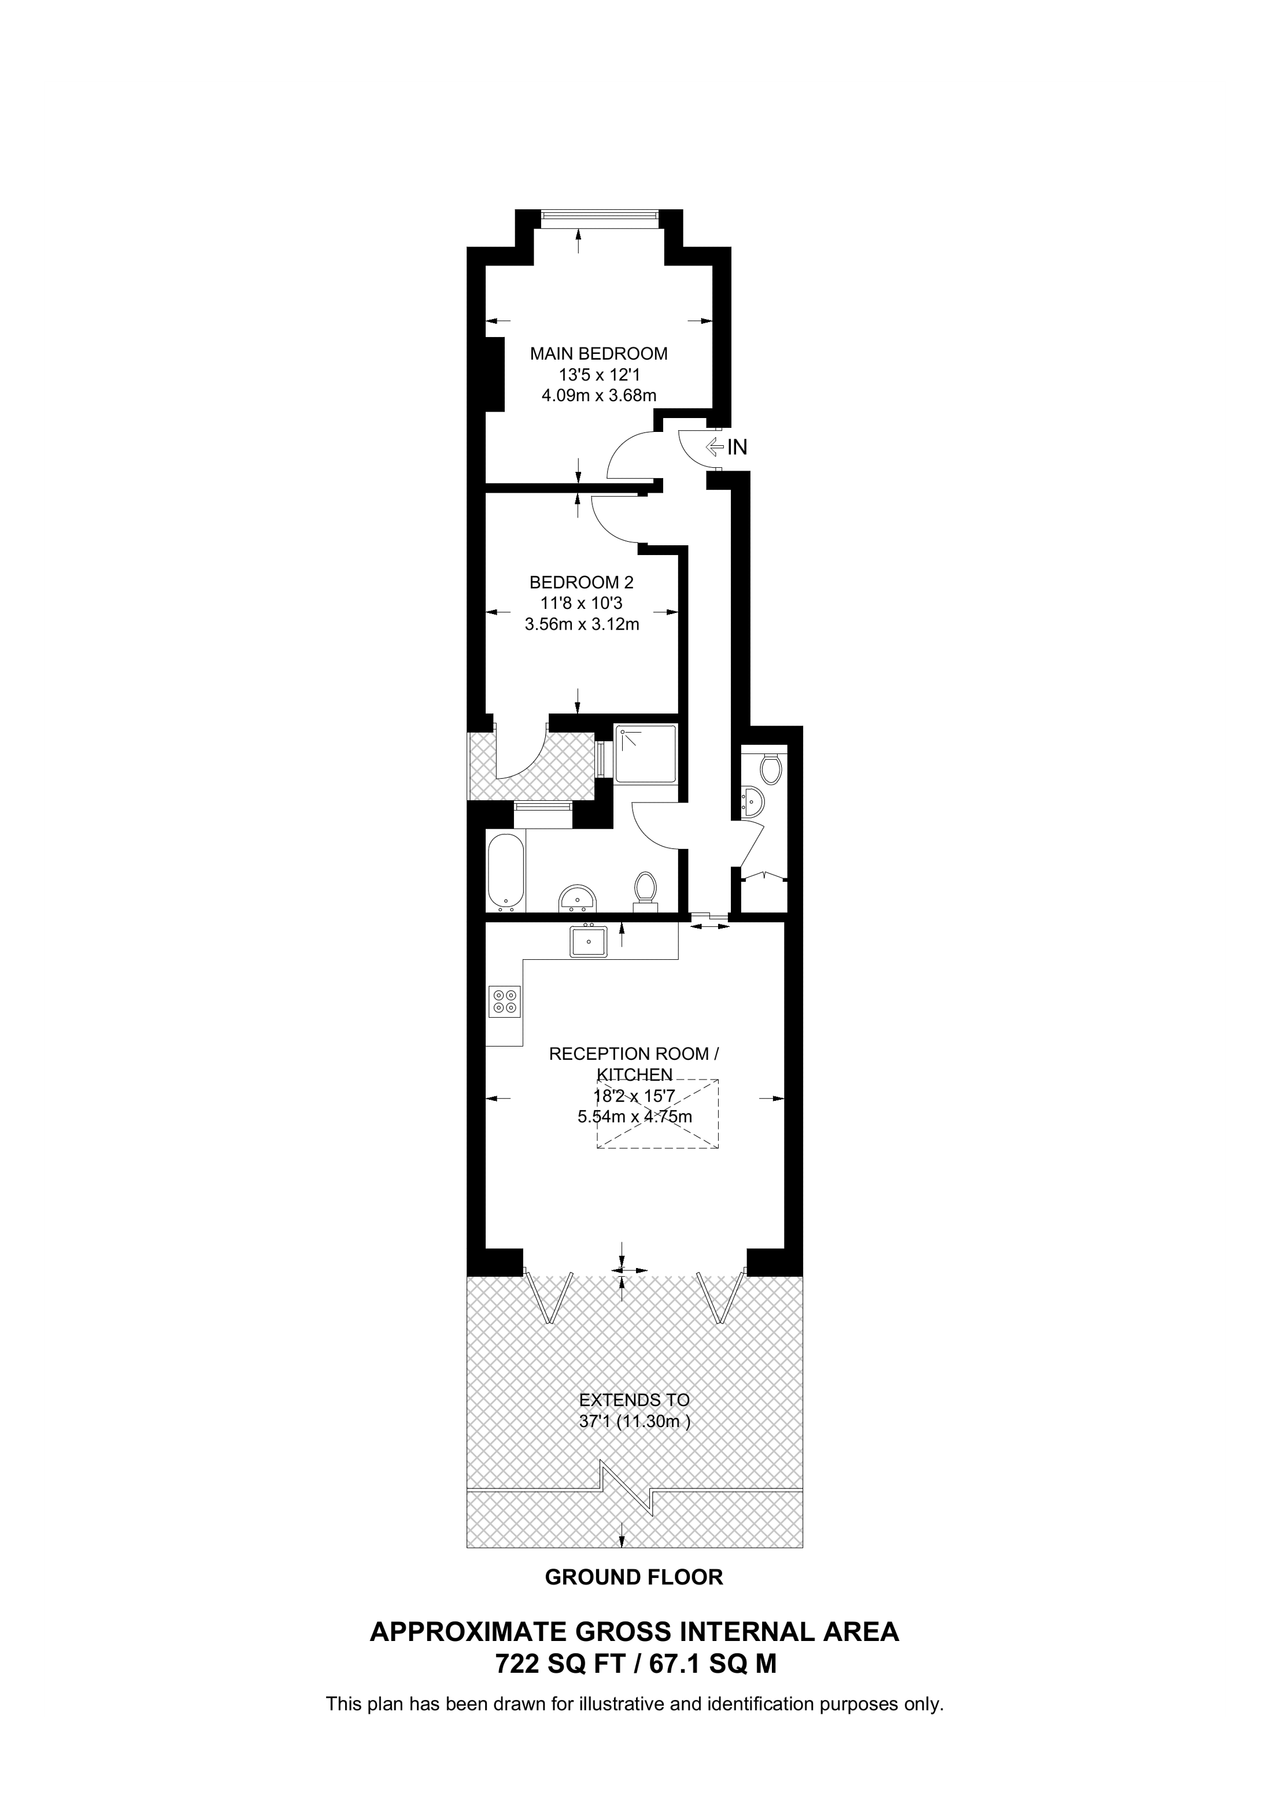 MAIN BEDROOM
13'5 x 12'1
4.09m x 3.68m
IN
BEDROOM 2
11'8 x 10'3
3.56m x 3.12m
RECEPTION ROOM /
KITCHEN
18'2 x 15'7
5.54m x 4.75m
EXTENDS TO
37'1 (11.30m )
GROUND FLOOR
APPROXIMATE GROSS INTERNAL AREA
722 SQ FT / 67.1 SQ M
This plan has been drawn for illustrative and identification purposes only.